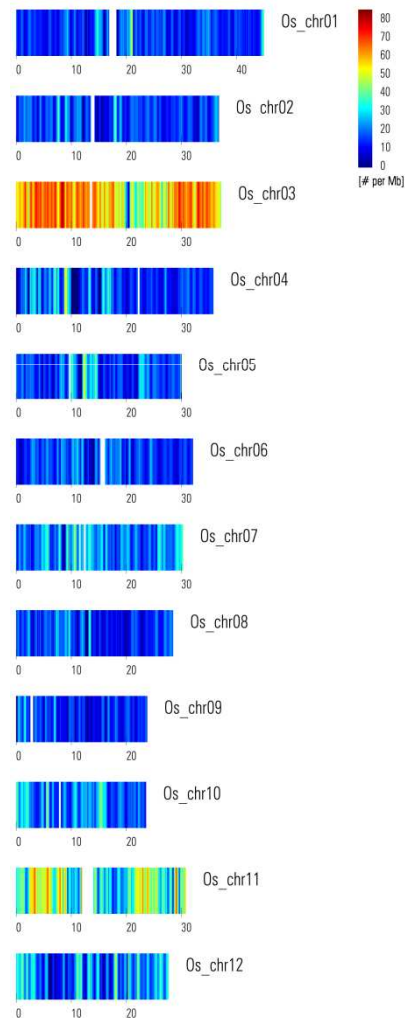 Os_chr01
0 10 20 30 40
80
70
60
50
40
30
20
10
0
[# per Mb]
Os_chr02
0 10 20 30
Os_chr03
0 10 20 30
Os_chr04
0 10 20 30
Os_chr05
0 10 20 30
Os_chr06
0 10 20 30
Os_chr07
0 10 20 30
Os_chr08
0 10 20
Os_chr09
0 10 20
Os_chr10
0 10 20
Os_chr11
0 10 20 30
Os_chr12
0 10 20